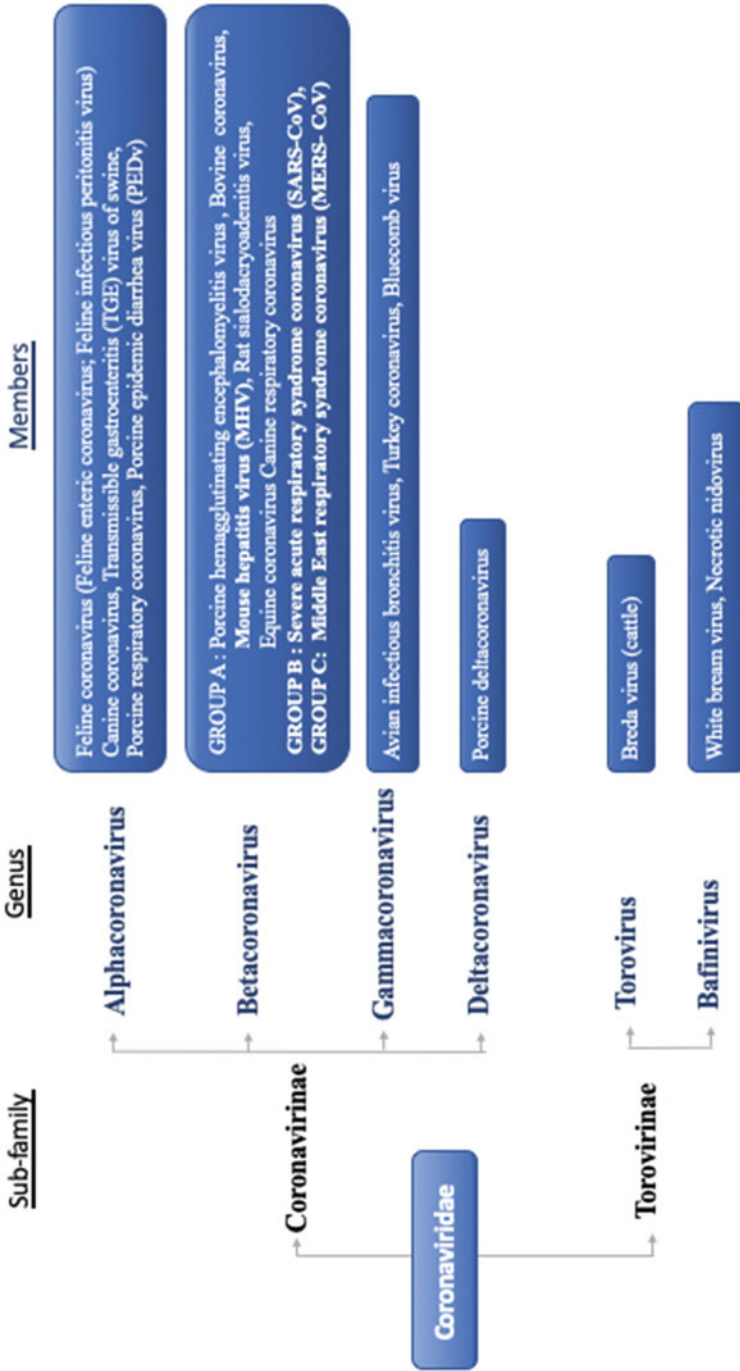 Sub-family
Genus
Members
Coronaviridae
Coronavirinae
Alphacoronavirus
Feline coronavirus (Feline enteric coronavirus; Feline infectious peritonitis virus)
Canine coronavirus, Transmissible gastroenteritis (TGE) virus of swine,
Porcine respiratory coronavirus, Porcine epidemic diarrhea virus (PEDv)
Betacoronavirus
GROUP A : Porcine hemagglutinating encephalomyelitis virus , Bovine coronavirus,
Mouse hepatitis virus (MHV), Rat sialodacryoadenitis virus,
Equine coronavirus Canine respiratory coronavirus
GROUP B : Severe acute respiratory syndrome coronavirus (SARS-CoV),
GROUP C: Middle East respiratory syndrome coronavirus (MERS- CoV)
Gammacoronavirus
Avian infectious bronchitis virus, Turkey coronavirus, Bluecomb virus
Deltacoronavirus
Porcine deltacoronavirus
Torovirinae
Torovirus
Breda virus (cattle)
Bafinivirus
White bream virus, Necrotic nidovirus